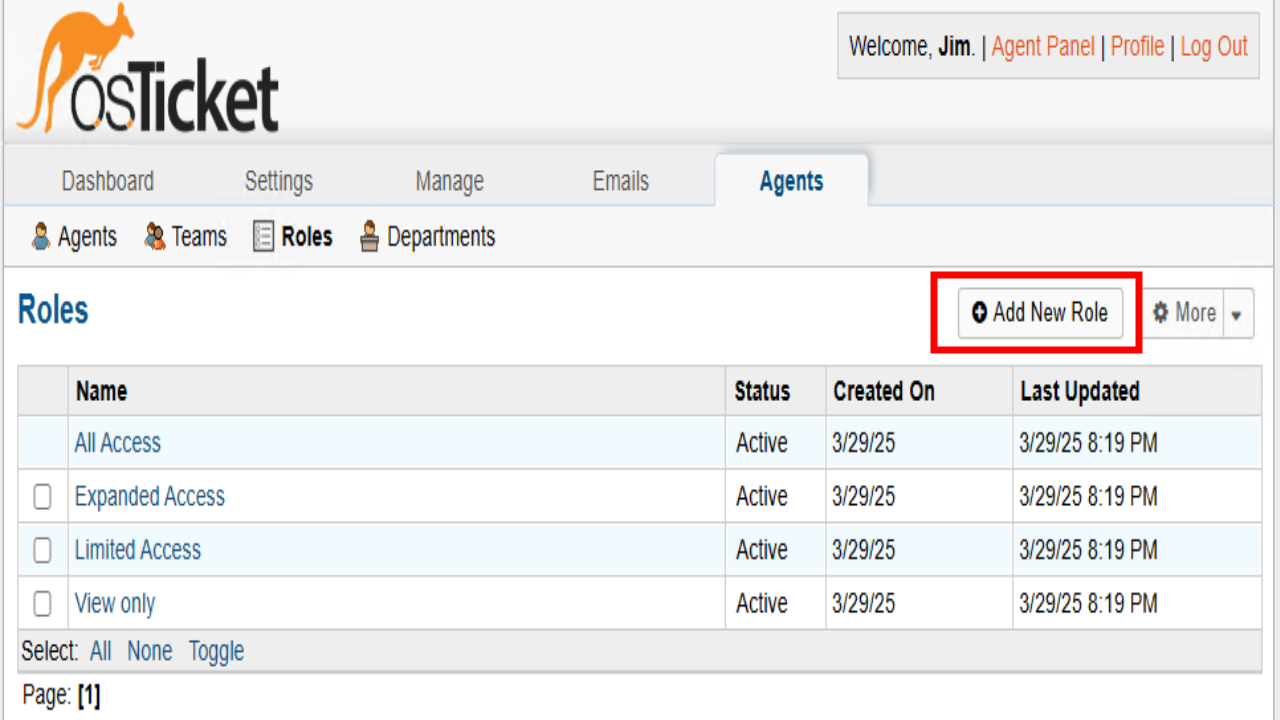 osTicket
Welcome, Jim. | Agent Panel | Profile | Log Out
Dashboard Settings Manage Emails Agents
Agents Teams Roles Departments
Roles Add New Role More
Name Status Created On Last Updated
All Access Active 3/29/25 3/29/25 8:19 PM
Expanded Access Active 3/29/25 3/29/25 8:19 PM
Limited Access Active 3/29/25 3/29/25 8:19 PM
View only Active 3/29/25 3/29/25 8:19 PM
Select: All None Toggle
Page: [1]